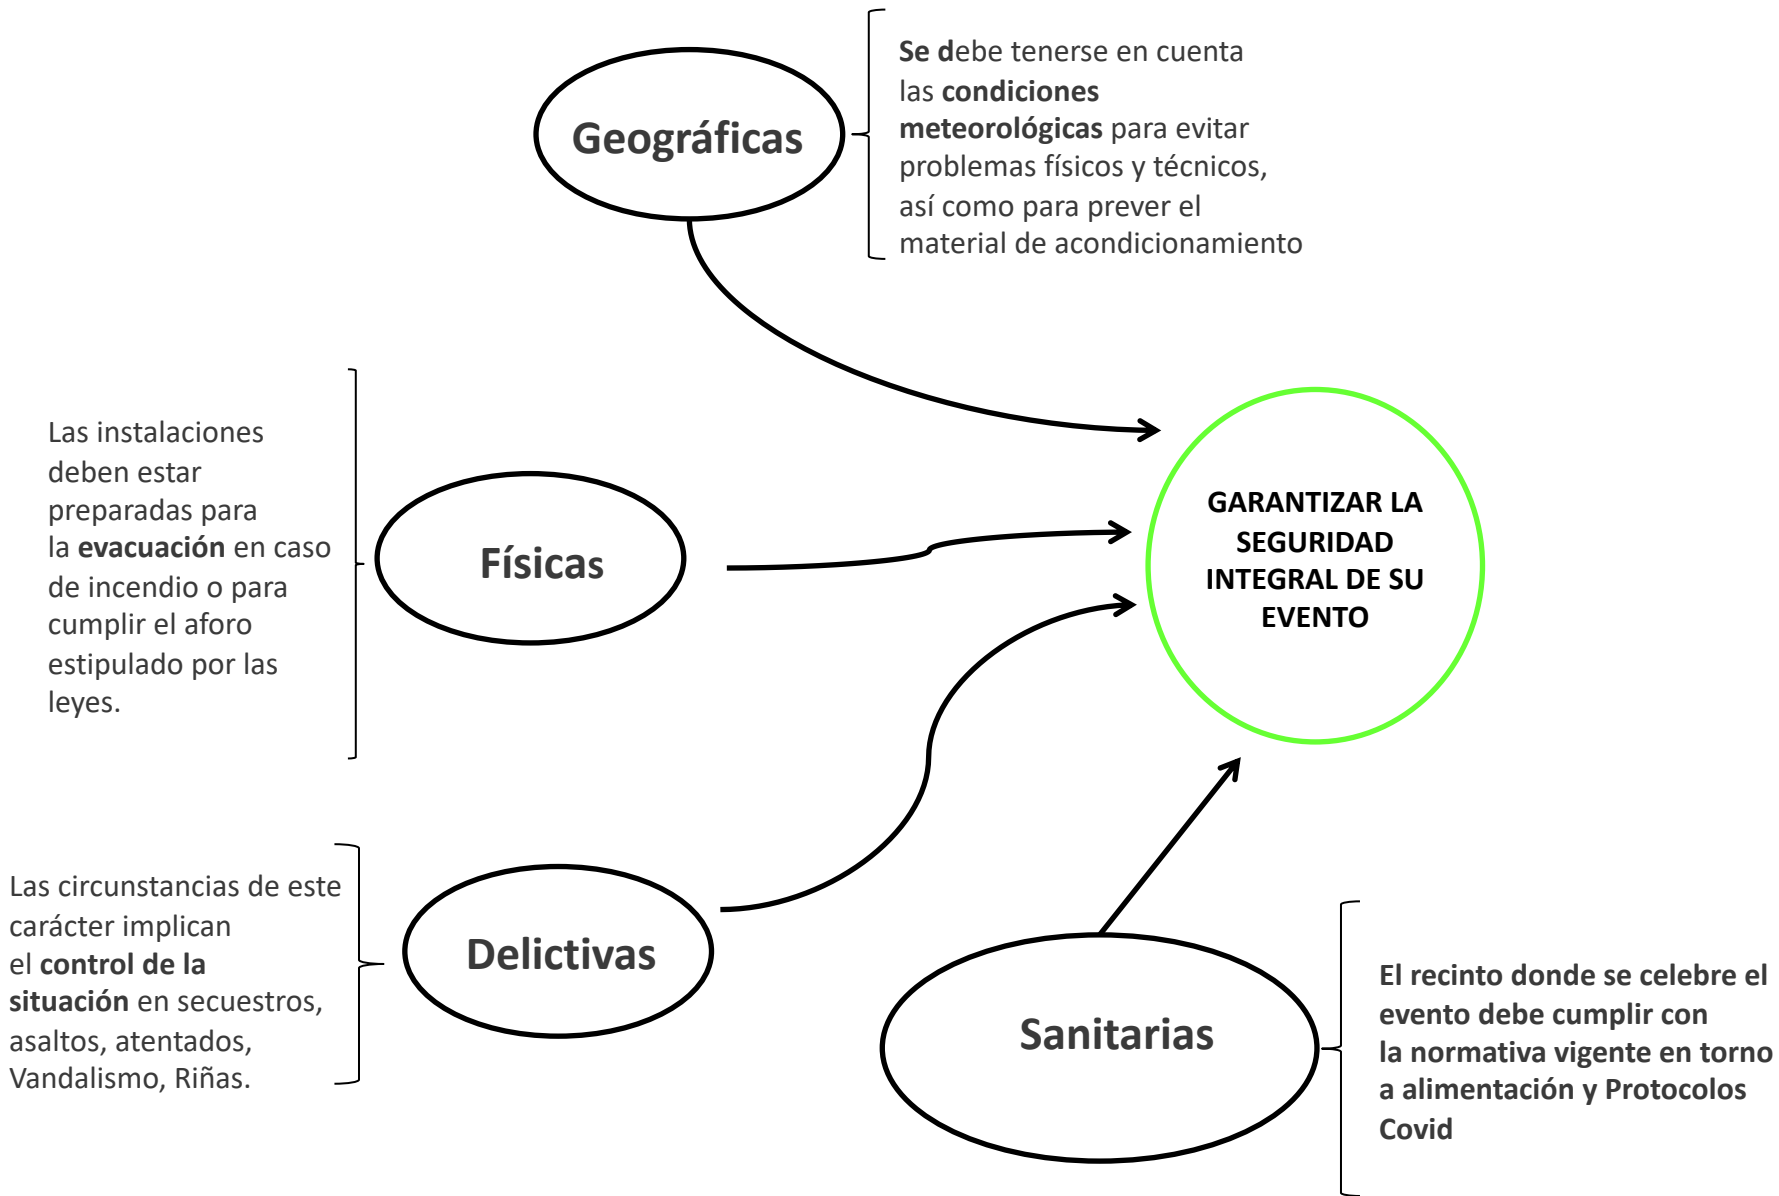 Geográficas
Se debe tenerse en cuenta
las condiciones
meteorológicas para evitar
problemas físicos y técnicos,
así como para prever el
material de acondicionamiento
Las instalaciones
deben estar
preparadas para
la evacuación en caso
de incendio o para
cumplir el aforo
estipulado por las
leyes.
Físicas
GARANTIZAR LA
SEGURIDAD
INTEGRAL DE SU
EVENTO
Las circunstancias de este
carácter implican
el control de la
situación en secuestros,
asaltos, atentados,
Vandalismo, Riñas.
Delictivas
Sanitarias
El recinto donde se celebre el
evento debe cumplir con
la normativa vigente en torno
a alimentación y Protocolos
Covid